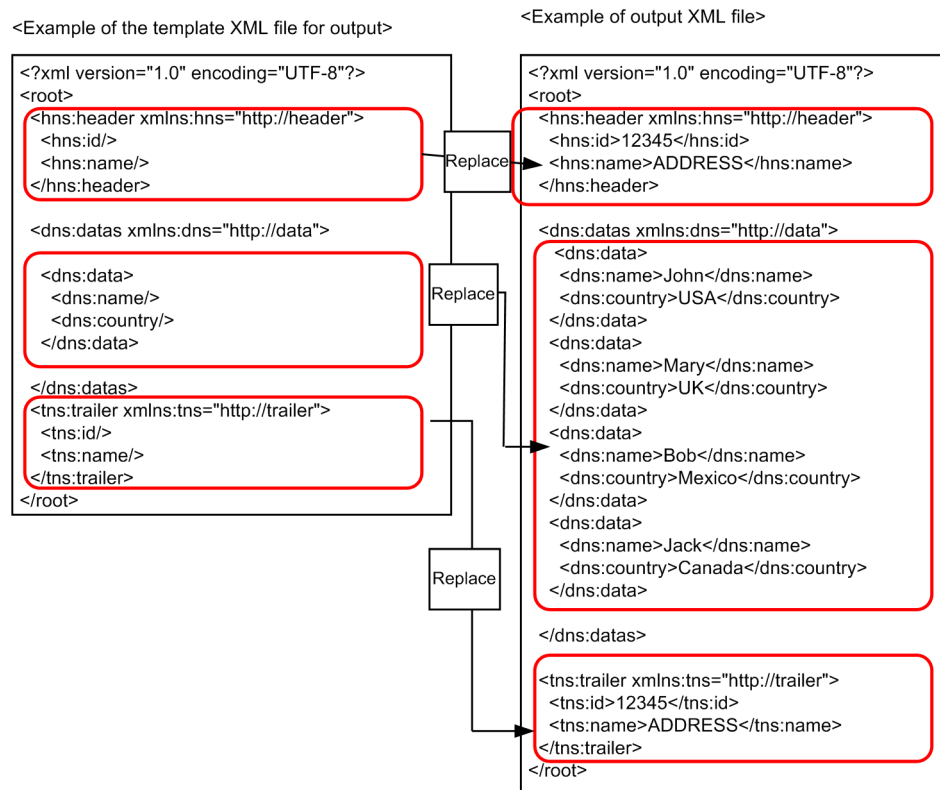 <Example of the template XML file for output>
<?xml version="1.0" encoding="UTF-8"?>
<root>
<hns:header xmlns:hns="http://header">
<hns:id/>
<hns:name/>
</hns:header>
<dns:datas xmlns:dns="http://data">
<dns:data>
<dns:name/>
<dns:country/>
</dns:data>
</dns:datas>
<tns:trailer xmlns:tns="http://trailer">
<tns:id/>
<tns:name/>
</tns:trailer>
</root>
Replace
Replace
Replace
<Example of output XML file>
<?xml version="1.0" encoding="UTF-8"?>
<root>
<hns:header xmlns:hns="http://header">
<hns:id>12345</hns:id>
<hns:name>ADDRESS</hns:name>
</hns:header>
<dns:datas xmlns:dns="http://data">
<dns:data>
<dns:name>John</dns:name>
<dns:country>USA</dns:country>
</dns:data>
<dns:data>
<dns:name>Mary</dns:name>
<dns:country>UK</dns:country>
</dns:data>
<dns:data>
<dns:name>Bob</dns:name>
<dns:country>Mexico</dns:country>
</dns:data>
<dns:data>
<dns:name>Jack</dns:name>
<dns:country>Canada</dns:country>
</dns:data>
</dns:datas>
<tns:trailer xmlns:tns="http://trailer">
<tns:id>12345</tns:id>
<tns:name>ADDRESS</tns:name>
</tns:trailer>
</root>